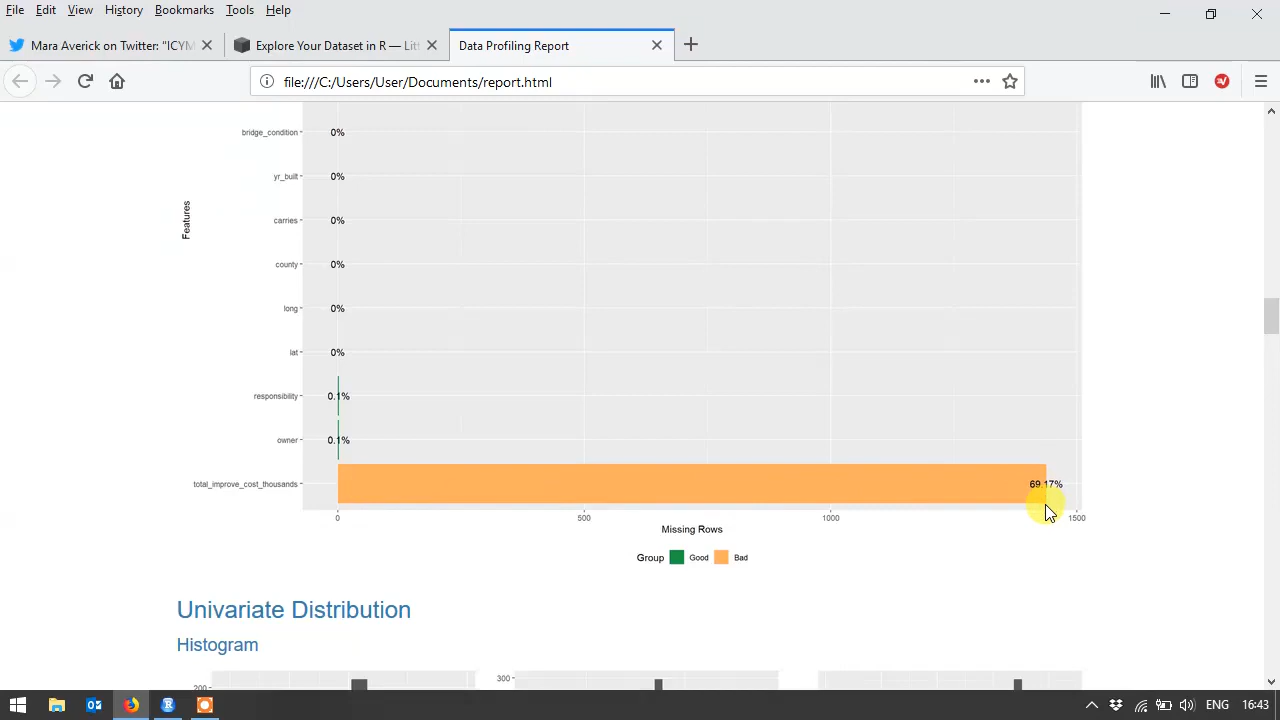 File Edit View History Bookmarks Tools Help
Mara Averick on Twitter: "ICYM
Explore Your Dataset in R — Litt
Data Profiling Report
file:///C:/Users/User/Documents/report.html
Features
bridge_condition 0%
yr_built 0%
carries 0%
county 0%
long 0%
lat 0%
responsibility 0.1%
owner 0.1%
total_improve_cost_thousands 69.17%
0 500 1000 1500
Missing Rows
Group Good Bad
Univariate Distribution
Histogram
200
300
ENG 16:43